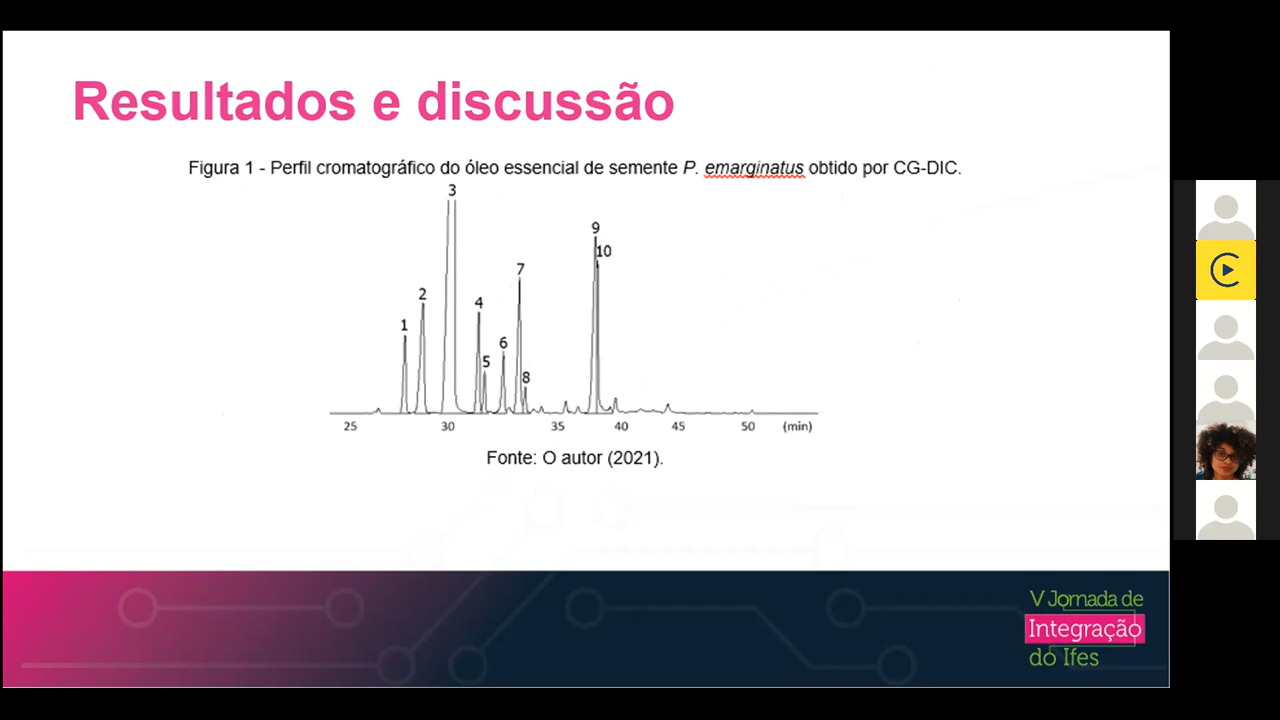 Resultados e discussão
Figura 1 - Perfil cromatográfico do óleo essencial de semente P. emarginatus obtido por CG-DIC.
3
9
10
7
2
4
1
6
5
8
25 30 35 40 45 50 (min)
Fonte: O autor (2021).
V Jornada de
Integração
do Ifes